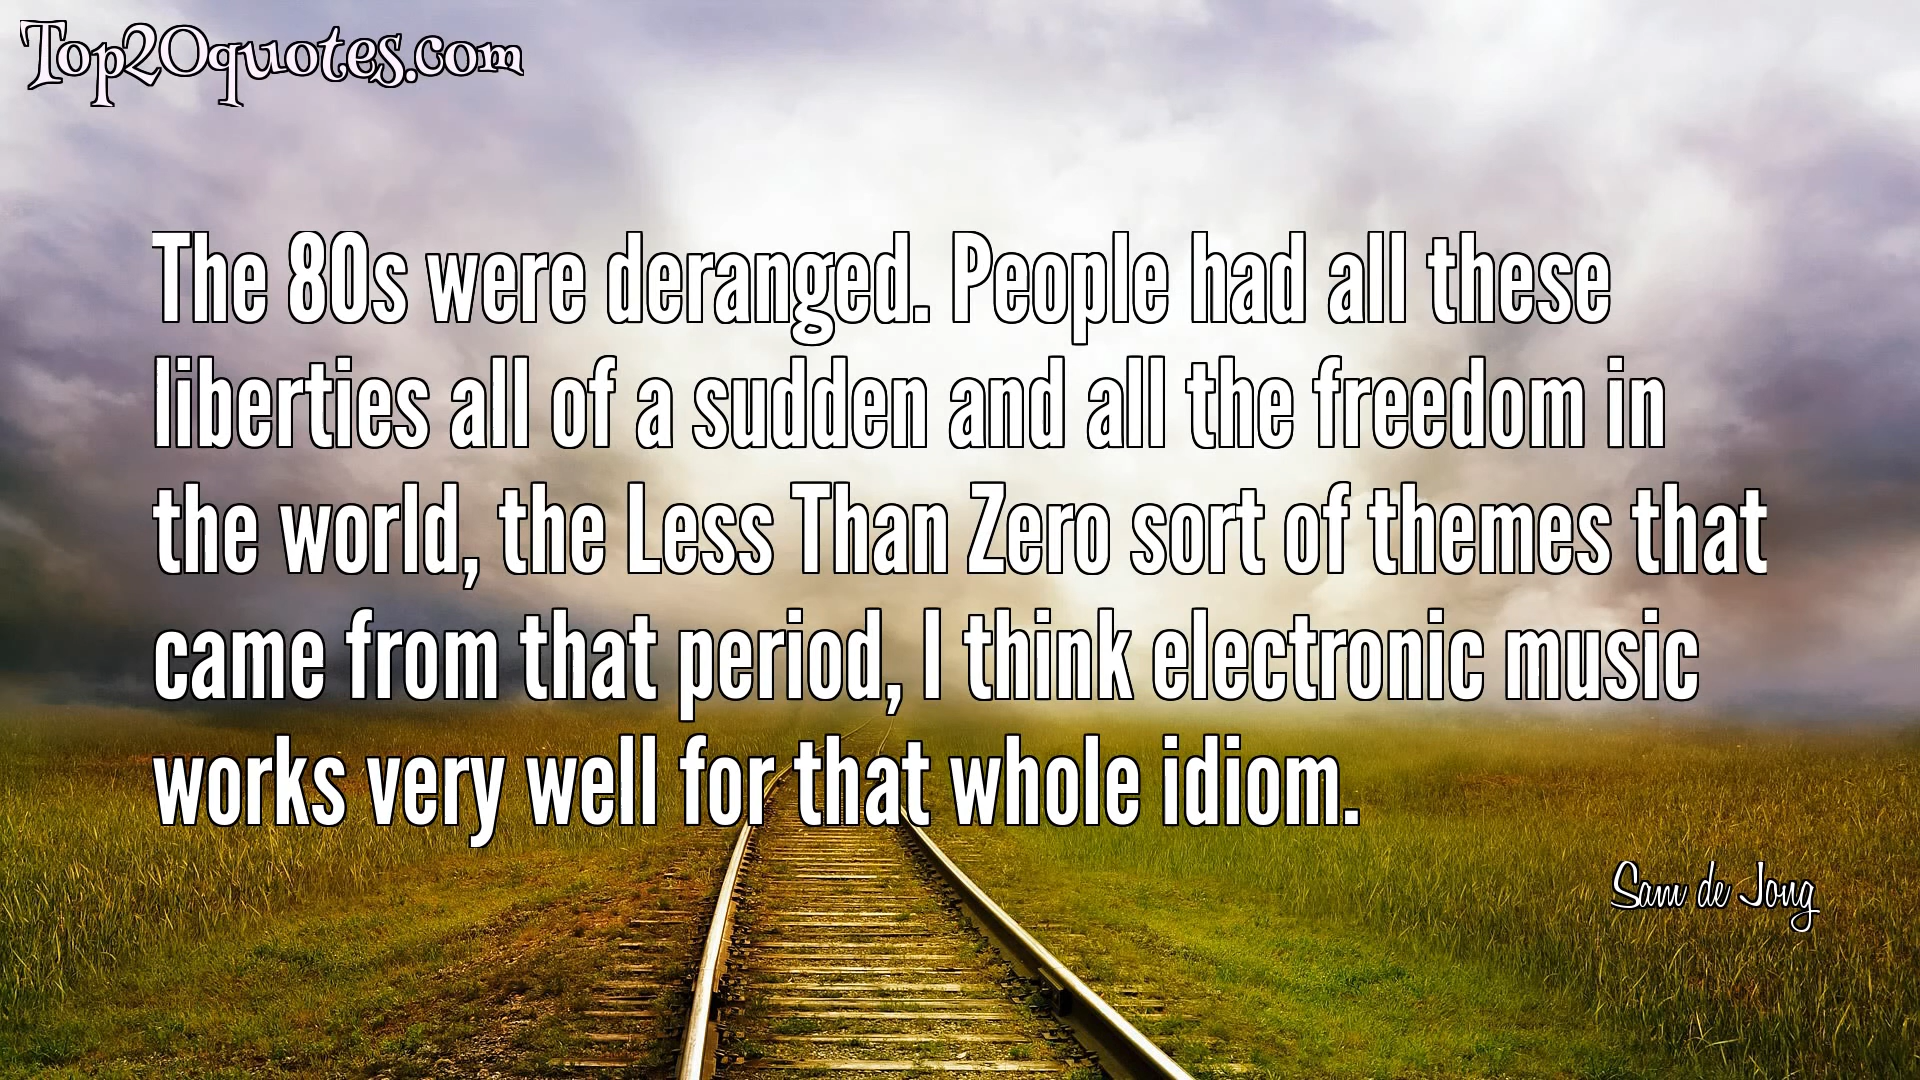 Top20quotes.com
The 80s were deranged. People had all these
liberties all of a sudden and all the freedom in
the world, the Less Than Zero sort of themes that
came from that period, I think electronic music
works very well for that whole idiom.
Sam de Jong